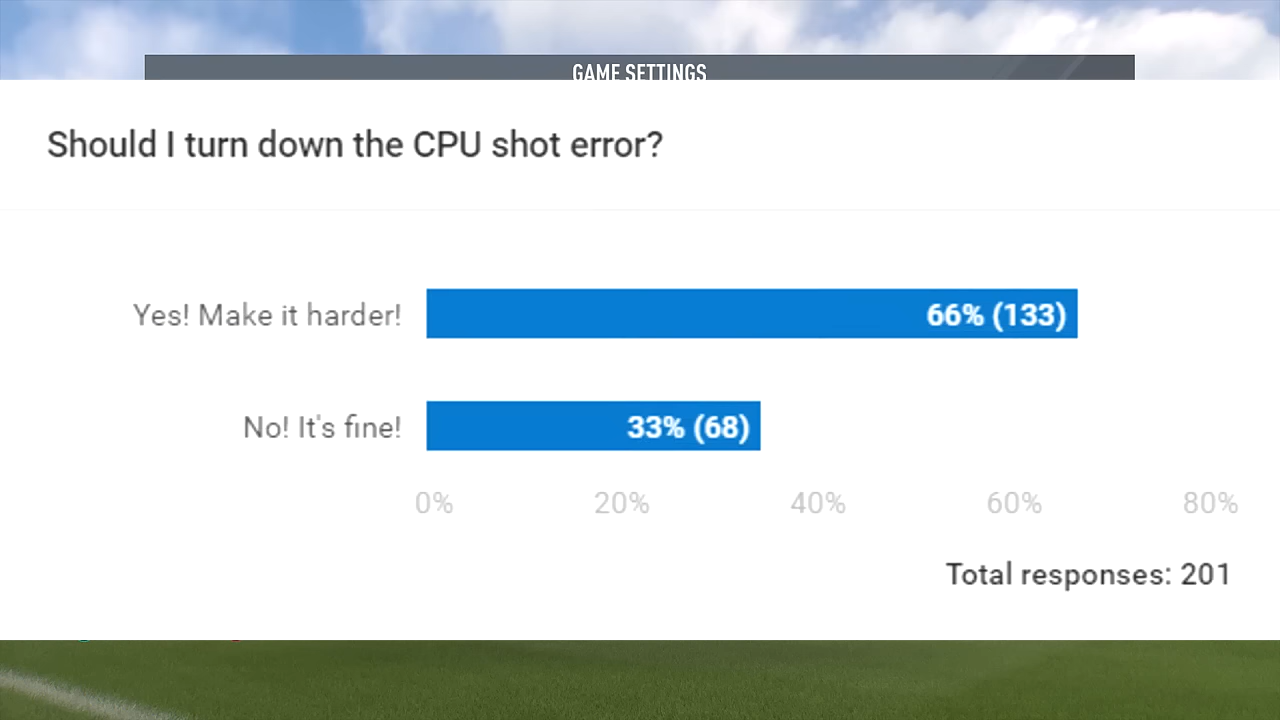 GAME SETTINGS
Should I turn down the CPU shot error?
Yes! Make it harder! 66% (133)
No! It's fine! 33% (68)
0% 20% 40% 60% 80%
Total responses: 201